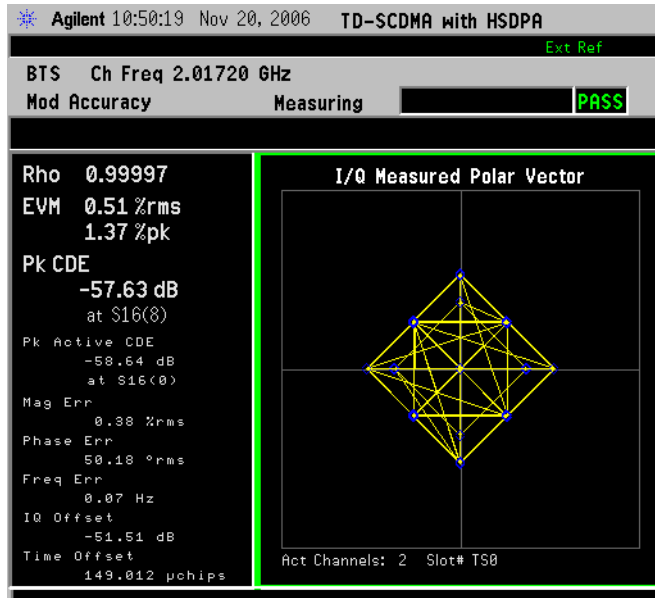 Agilent 10:50:19 Nov 20, 2006 TD-SCDMA with HSDPA
Ext Ref
BTS Ch Freq 2.01720 GHz
Mod Accuracy Measuring PASS
Rho 0.99997
EVM 0.51 %rms
1.37 %pk
Pk CDE
-57.63 dB
at S16(8)
Pk Active CDE
-58.64 dB
at S16(0)
Mag Err
0.38 %rms
Phase Err
50.18 °rms
Freq Err
0.07 Hz
IQ Offset
-51.51 dB
Time Offset
149.012 µchips
I/Q Measured Polar Vector
Act Channels: 2 Slot# TS0